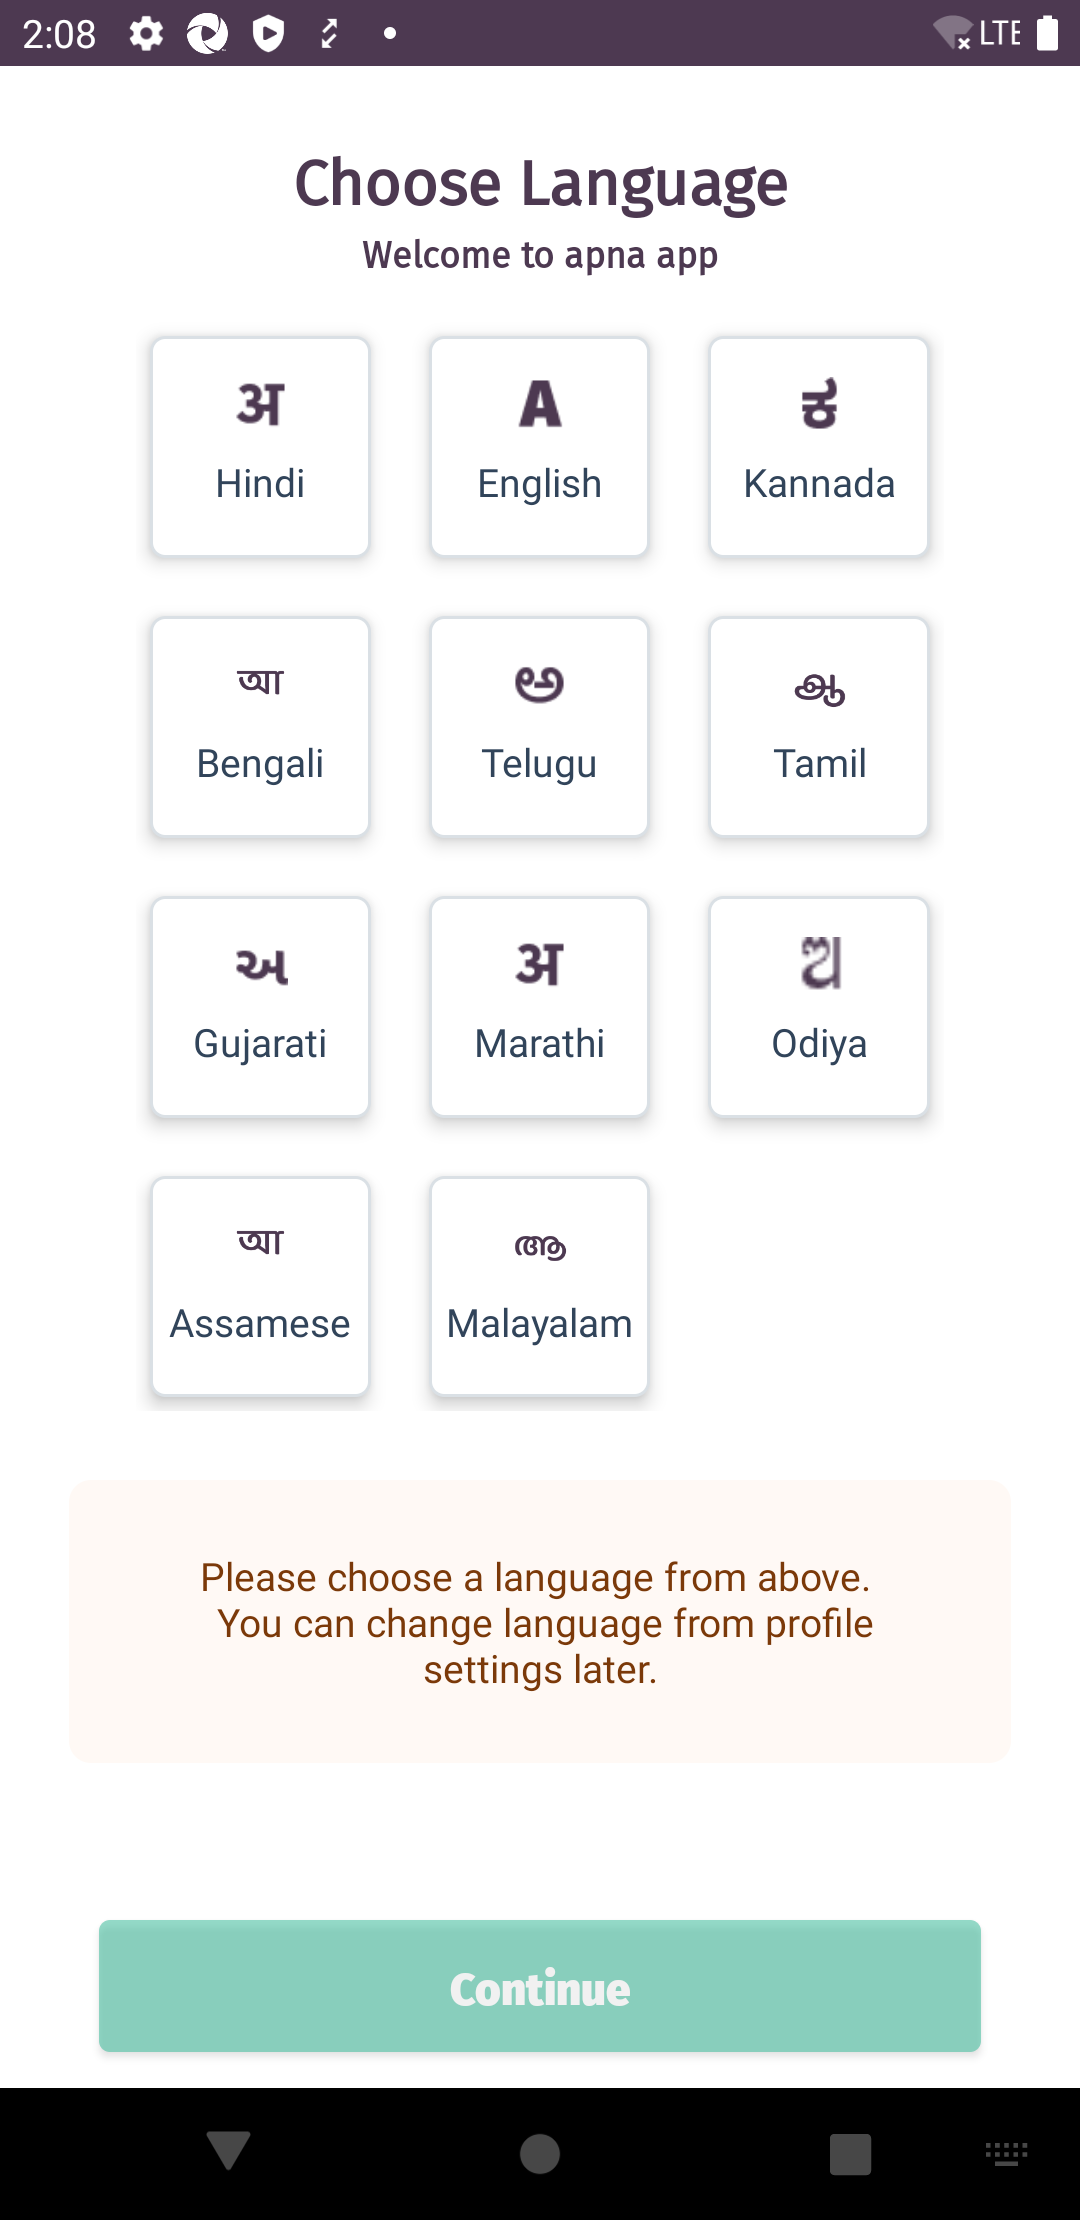 2:08 LTE
Choose Language
Welcome to apna app
अ A ಕ
Hindi English Kannada
আ అ ஆ
Bengali Telugu Tamil
અ अ ଅ
Gujarati Marathi Odiya
আ ആ
Assamese Malayalam
Please choose a language from above.
You can change language from profile
settings later.
Continue